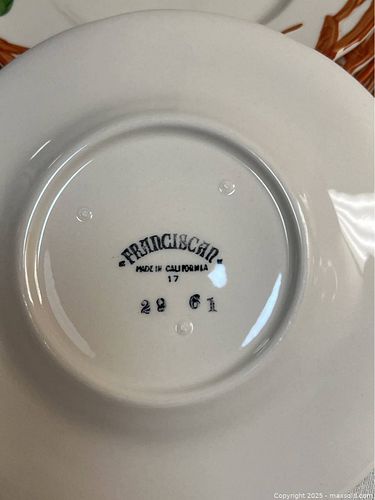 FRANCISCAN
MADE IN CALIFORNIA
17
29 61
Copyright 2025 - maxsold.com